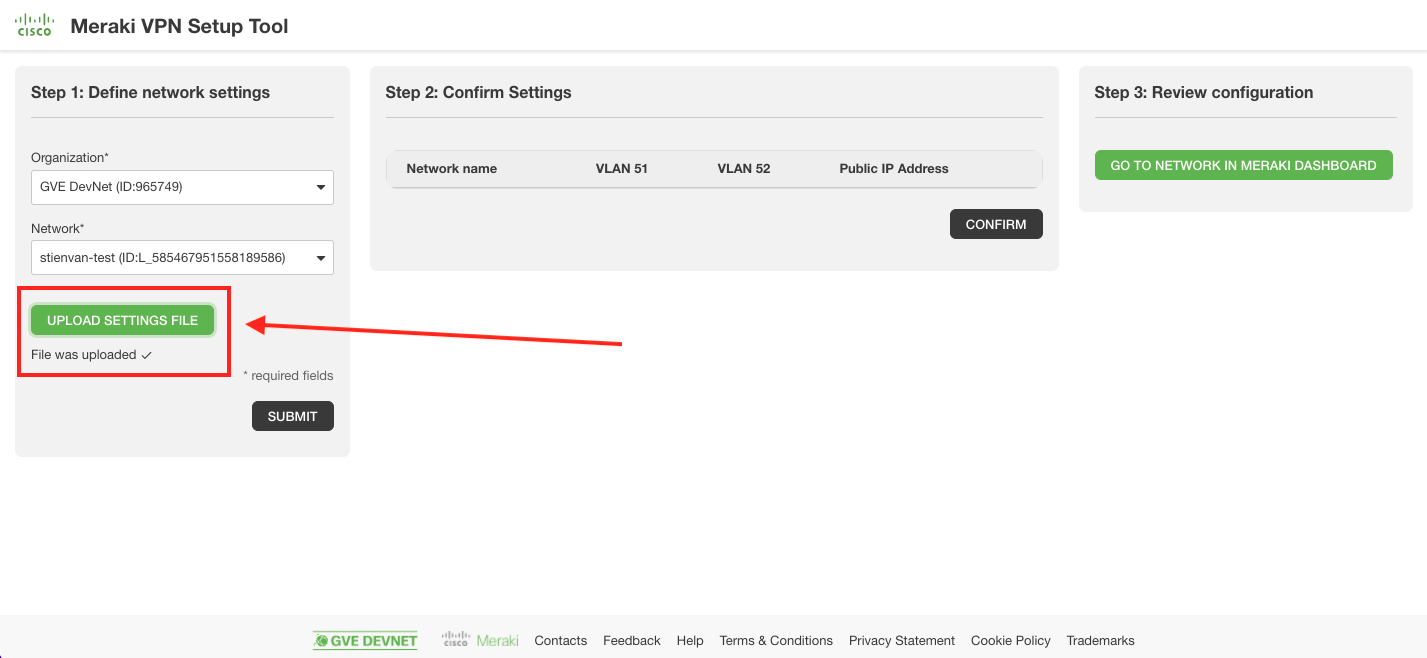 cisco
Meraki VPN Setup Tool
Step 1: Define network settings
Organization*
GVE DevNet (ID:965749)
Network*
stienvan-test (ID:L_585467951558189586)
UPLOAD SETTINGS FILE
File was uploaded ✓
* required fields
SUBMIT
Step 2: Confirm Settings
Network name VLAN 51 VLAN 52 Public IP Address
CONFIRM
Step 3: Review configuration
GO TO NETWORK IN MERAKI DASHBOARD
GVE DEVNET cisco Meraki Contacts Feedback Help Terms & Conditions Privacy Statement Cookie Policy Trademarks